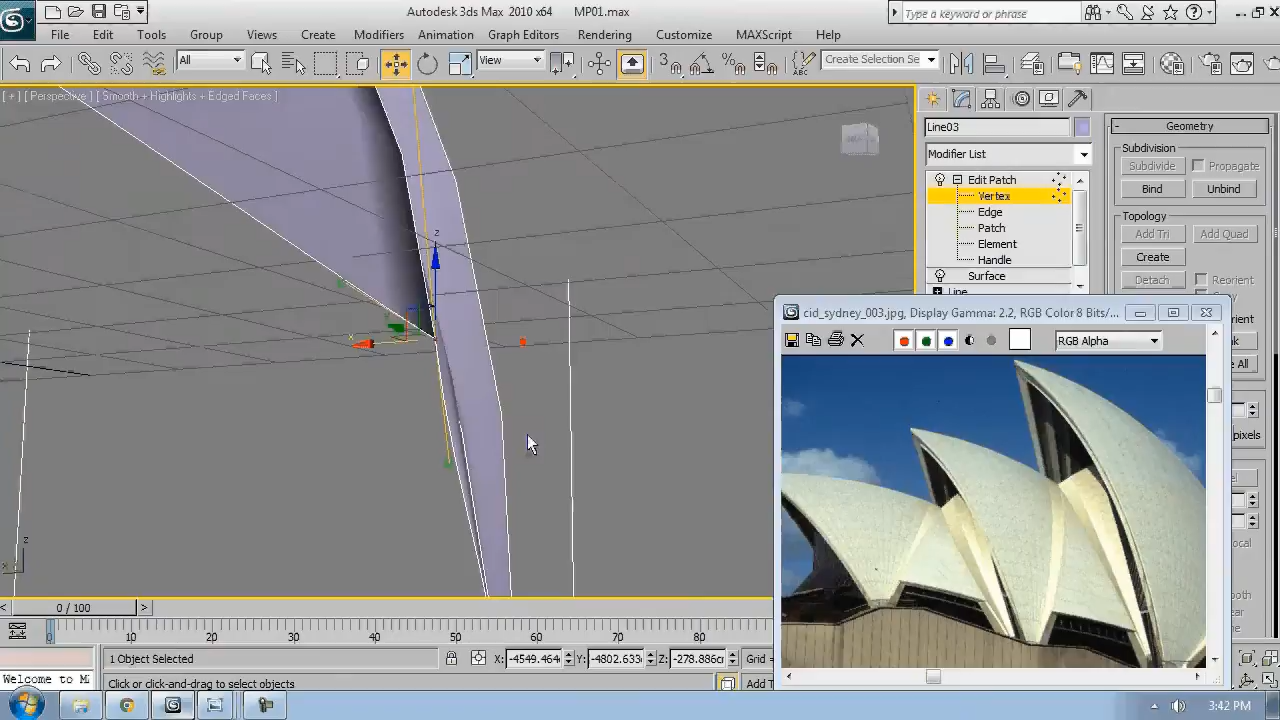 Autodesk 3ds Max 2010 x64 MP01.max
Type a keyword or phrase
File Edit Tools Group Views Create Modifiers Animation Graph Editors Rendering Customize MAXScript Help
All
View
3
Create Selection Se
[ + ] [ Perspective ] [ Smooth + Highlights + Edged Faces ]
Line03
Modifier List
Edit Patch
Vertex
Edge
Patch
Element
Handle
Surface
Line
- Geometry
Subdivision
Subdivide Propagate
Bind Unbind
Topology
Add Tri Add Quad
Create
Detach Reorient
z
x
z
x
cid_sydney_003.jpg, Display Gamma: 2.2, RGB Color 8 Bits/...
RGB Alpha
pixels
0 / 100
0 10 20 30 40 50 60 70 80
1 Object Selected
X: -4549.464 Y: -4802.633 Z: -278.886cr Grid =
Welcome to M
Click or click-and-drag to select objects
Add T
3:42 PM